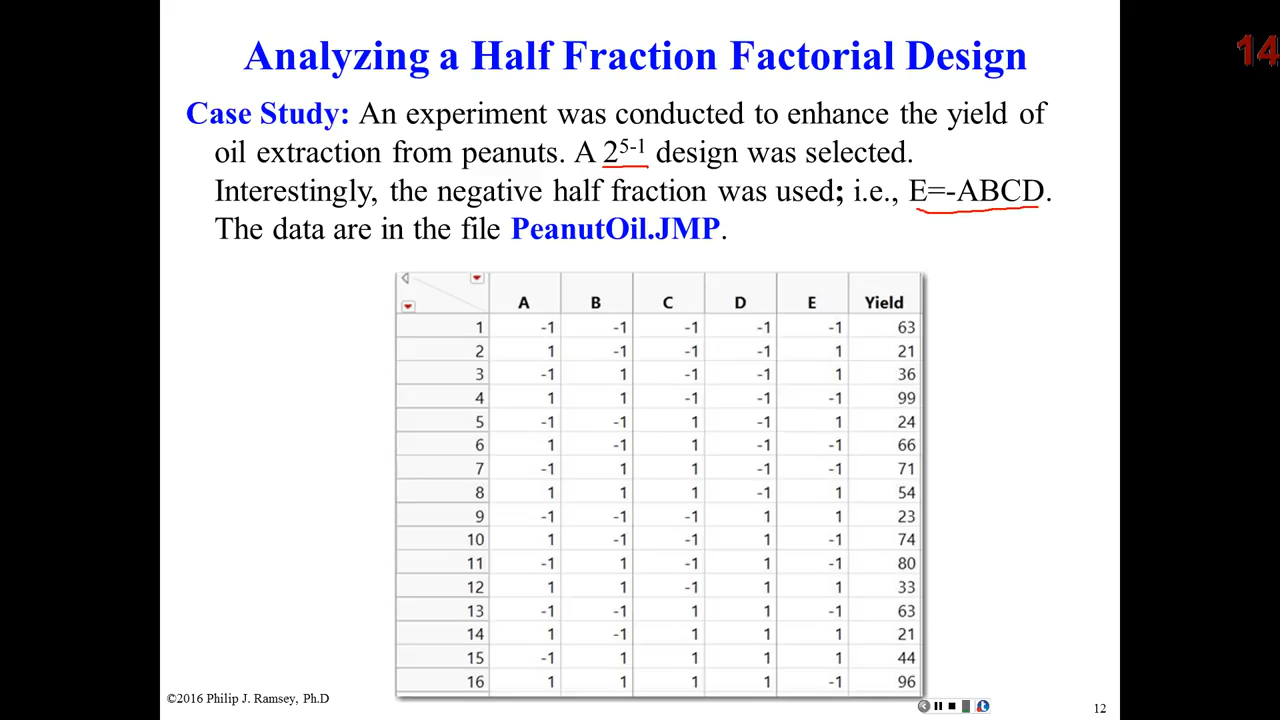 Analyzing a Half Fraction Factorial Design
14
Case Study: An experiment was conducted to enhance the yield of
oil extraction from peanuts. A 2^5-1 design was selected.
Interestingly, the negative half fraction was used; i.e., E=-ABCD.
The data are in the file PeanutOil.JMP.
A B C D E Yield
1 -1 -1 -1 -1 -1 63
2 1 -1 -1 -1 1 21
3 -1 1 -1 -1 1 36
4 1 1 -1 -1 -1 99
5 -1 -1 1 -1 1 24
6 1 -1 1 -1 -1 66
7 -1 1 1 -1 -1 71
8 1 1 1 -1 1 54
9 -1 -1 -1 1 1 23
10 1 -1 -1 1 -1 74
11 -1 1 -1 1 -1 80
12 1 1 -1 1 1 33
13 -1 -1 1 1 -1 63
14 1 -1 1 1 1 21
15 -1 1 1 1 1 44
16 1 1 1 1 -1 96
©2016 Philip J. Ramsey, Ph.D
12